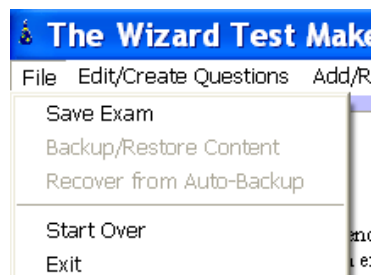 The Wizard Test Make
File Edit/Create Questions Add/R
Save Exam
Backup/Restore Content
Recover from Auto-Backup
Start Over
Exit